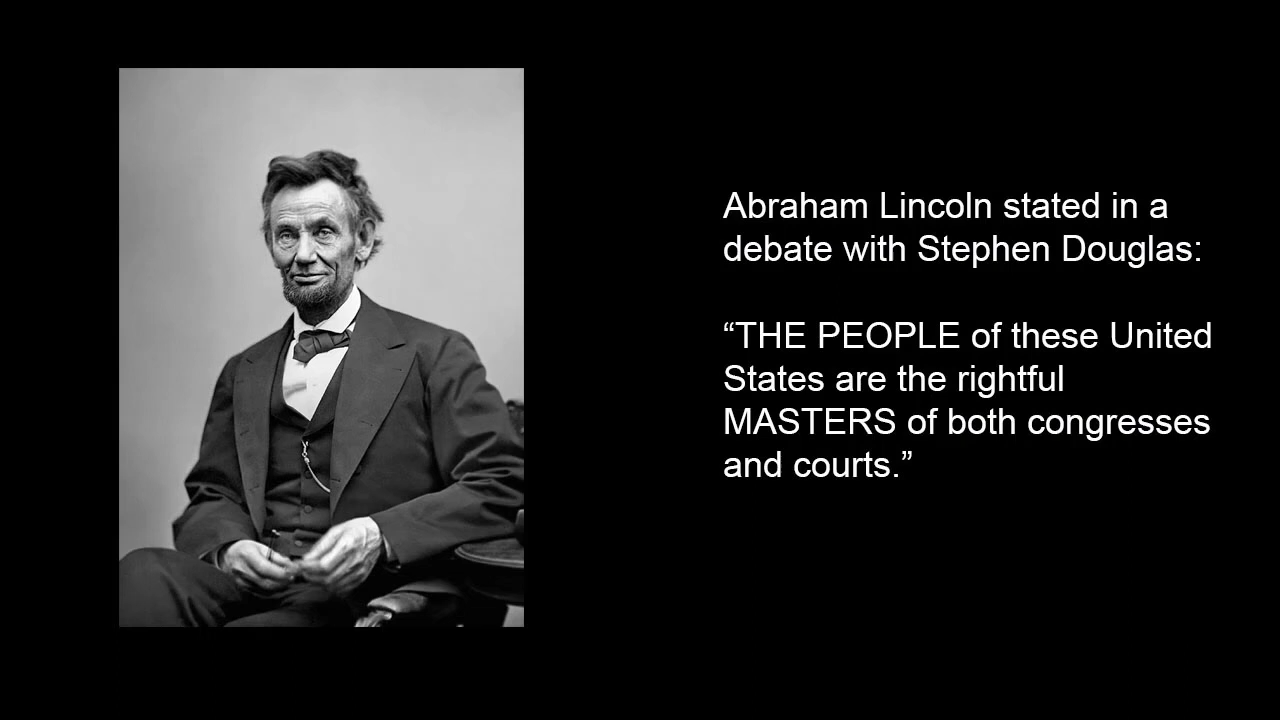 Abraham Lincoln stated in a
debate with Stephen Douglas:
“THE PEOPLE of these United
States are the rightful
MASTERS of both congresses
and courts.”